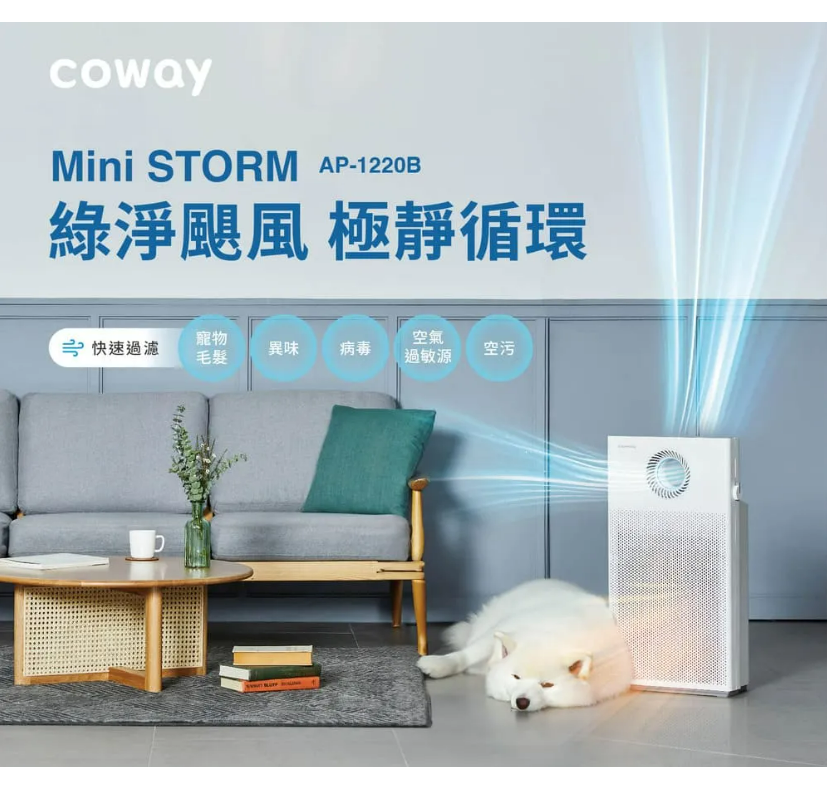 coway
Mini STORM AP-1220B
綠淨颶風 極靜循環
快速過濾
寵物
毛髮
異味
病毒
空氣
過敏源
空污